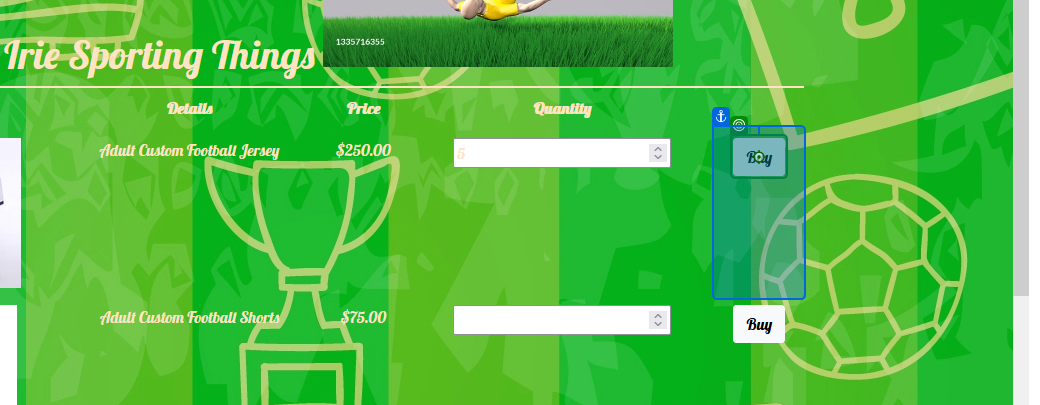 1335716355
Irie Sporting Things
Details Price Quantity
Adult Custom Football Jersey $250.00 5 Buy
Adult Custom Football Shorts $75.00 Buy